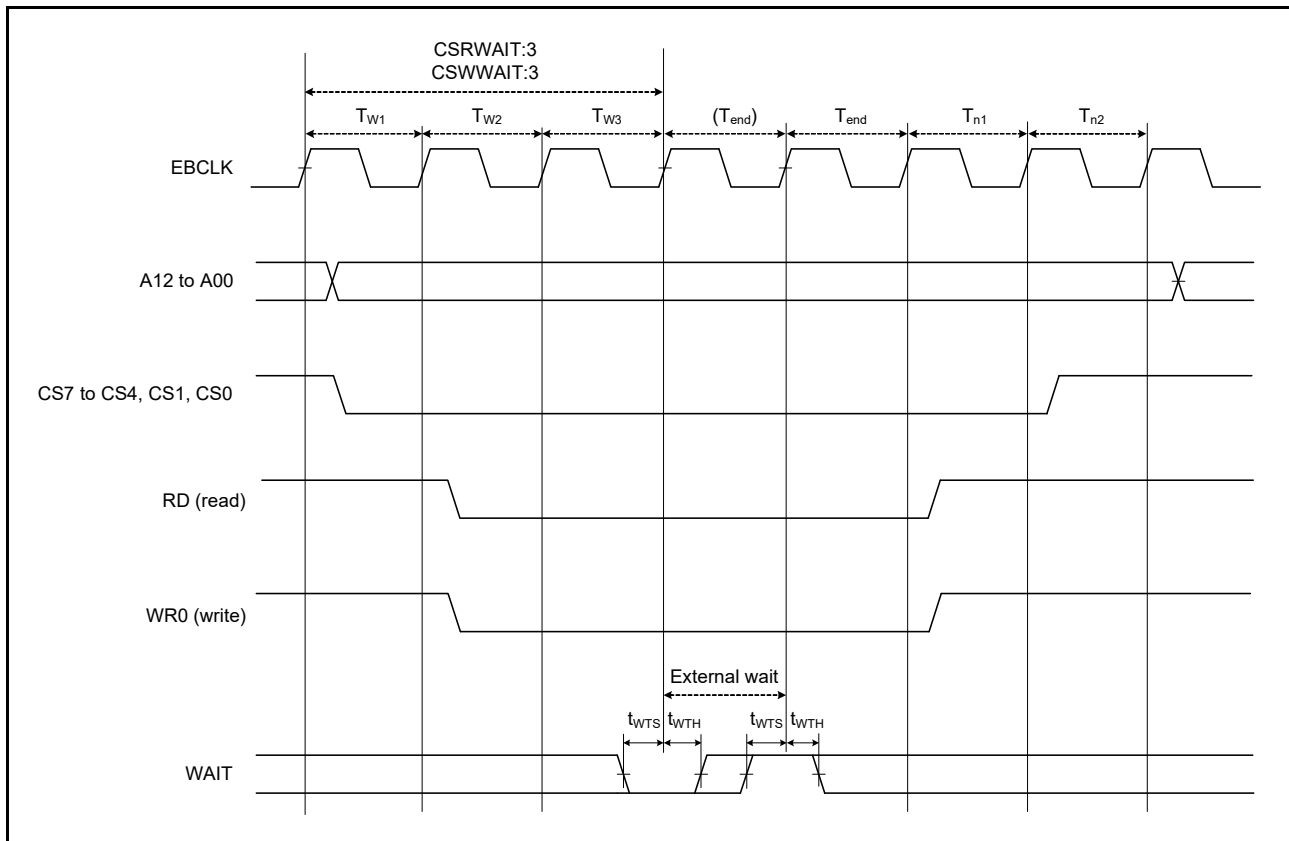 CSRWAIT:3
CSWWAIT:3
TW1 TW2 TW3 (Tend) Tend Tn1 Tn2
EBCLK
A12 to A00
CS7 to CS4, CS1, CS0
RD (read)
WR0 (write)
External wait
tWTS tWTH tWTS tWTH
WAIT